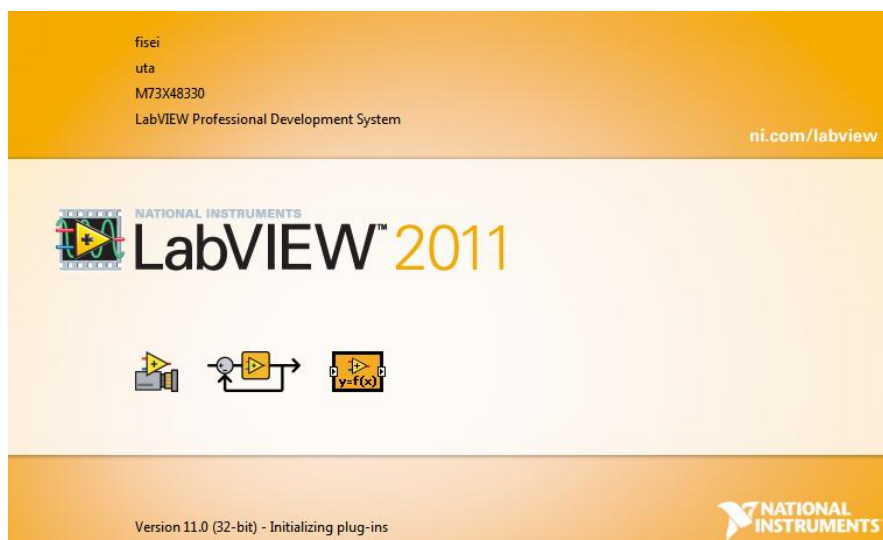 fisei
uta
M73X48330
LabVIEW Professional Development System
ni.com/labview
NATIONAL INSTRUMENTS
LabVIEW™ 2011
y=f(x)
Version 11.0 (32-bit) - Initializing plug-ins
NATIONAL
INSTRUMENTS